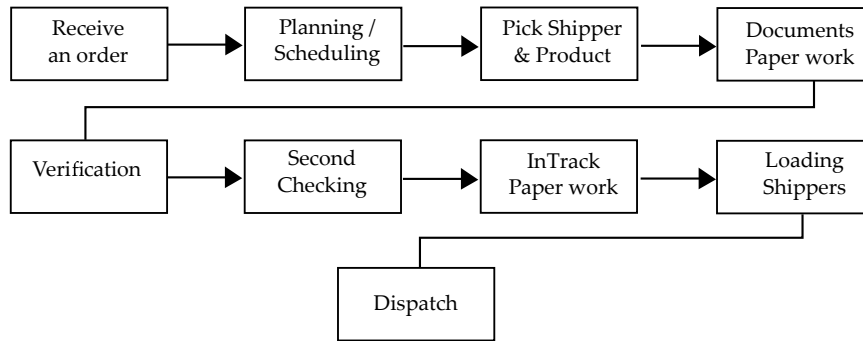 Receive
an order
Planning /
Scheduling
Pick Shipper
& Product
Documents
Paper work
Verification
Second
Checking
InTrack
Paper work
Loading
Shippers
Dispatch